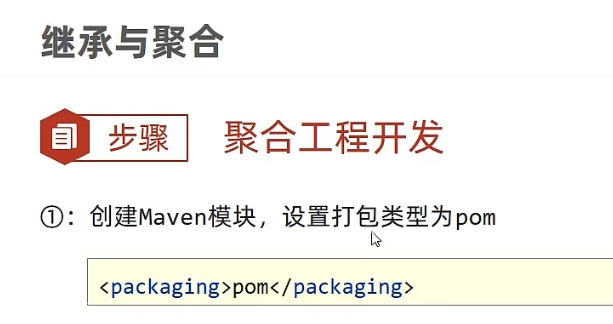 继承与聚合
步骤
聚合工程开发
①：创建Maven模块，设置打包类型为pom
<packaging>pom</packaging>